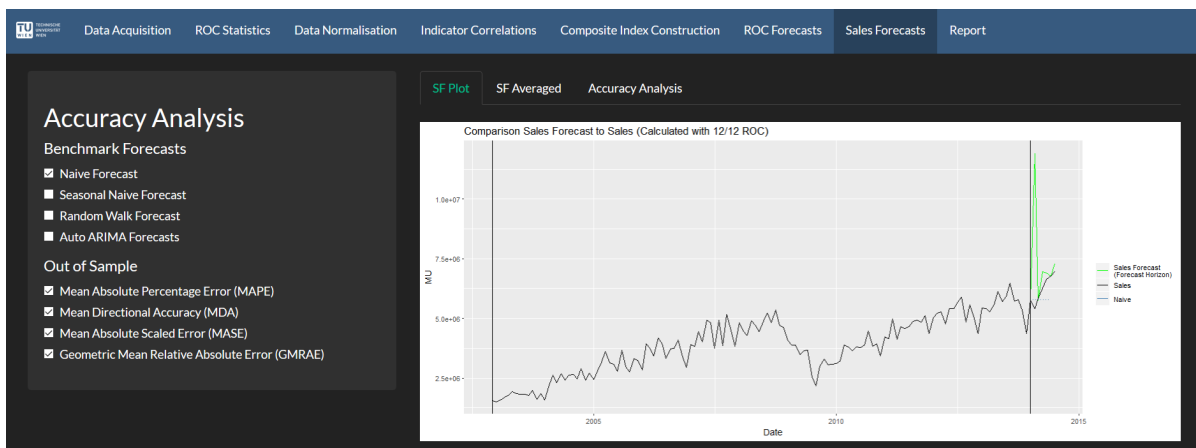 TU WIEN TECHNISCHE UNIVERSITÄT WIEN
Data Acquisition ROC Statistics Data Normalisation Indicator Correlations Composite Index Construction ROC Forecasts Sales Forecasts Report
SF Plot SF Averaged Accuracy Analysis
Accuracy Analysis
Benchmark Forecasts
Naive Forecast
Seasonal Naive Forecast
Random Walk Forecast
Auto ARIMA Forecasts
Out of Sample
Mean Absolute Percentage Error (MAPE)
Mean Directional Accuracy (MDA)
Mean Absolute Scaled Error (MASE)
Geometric Mean Relative Absolute Error (GMRAE)
Comparison Sales Forecast to Sales (Calculated with 12/12 ROC)
MU
1.0e+07
7.5e+06
5.0e+06
2.5e+06
2005 2010 2015
Date
Sales Forecast
(Forecast Horizon)
Sales
Naive